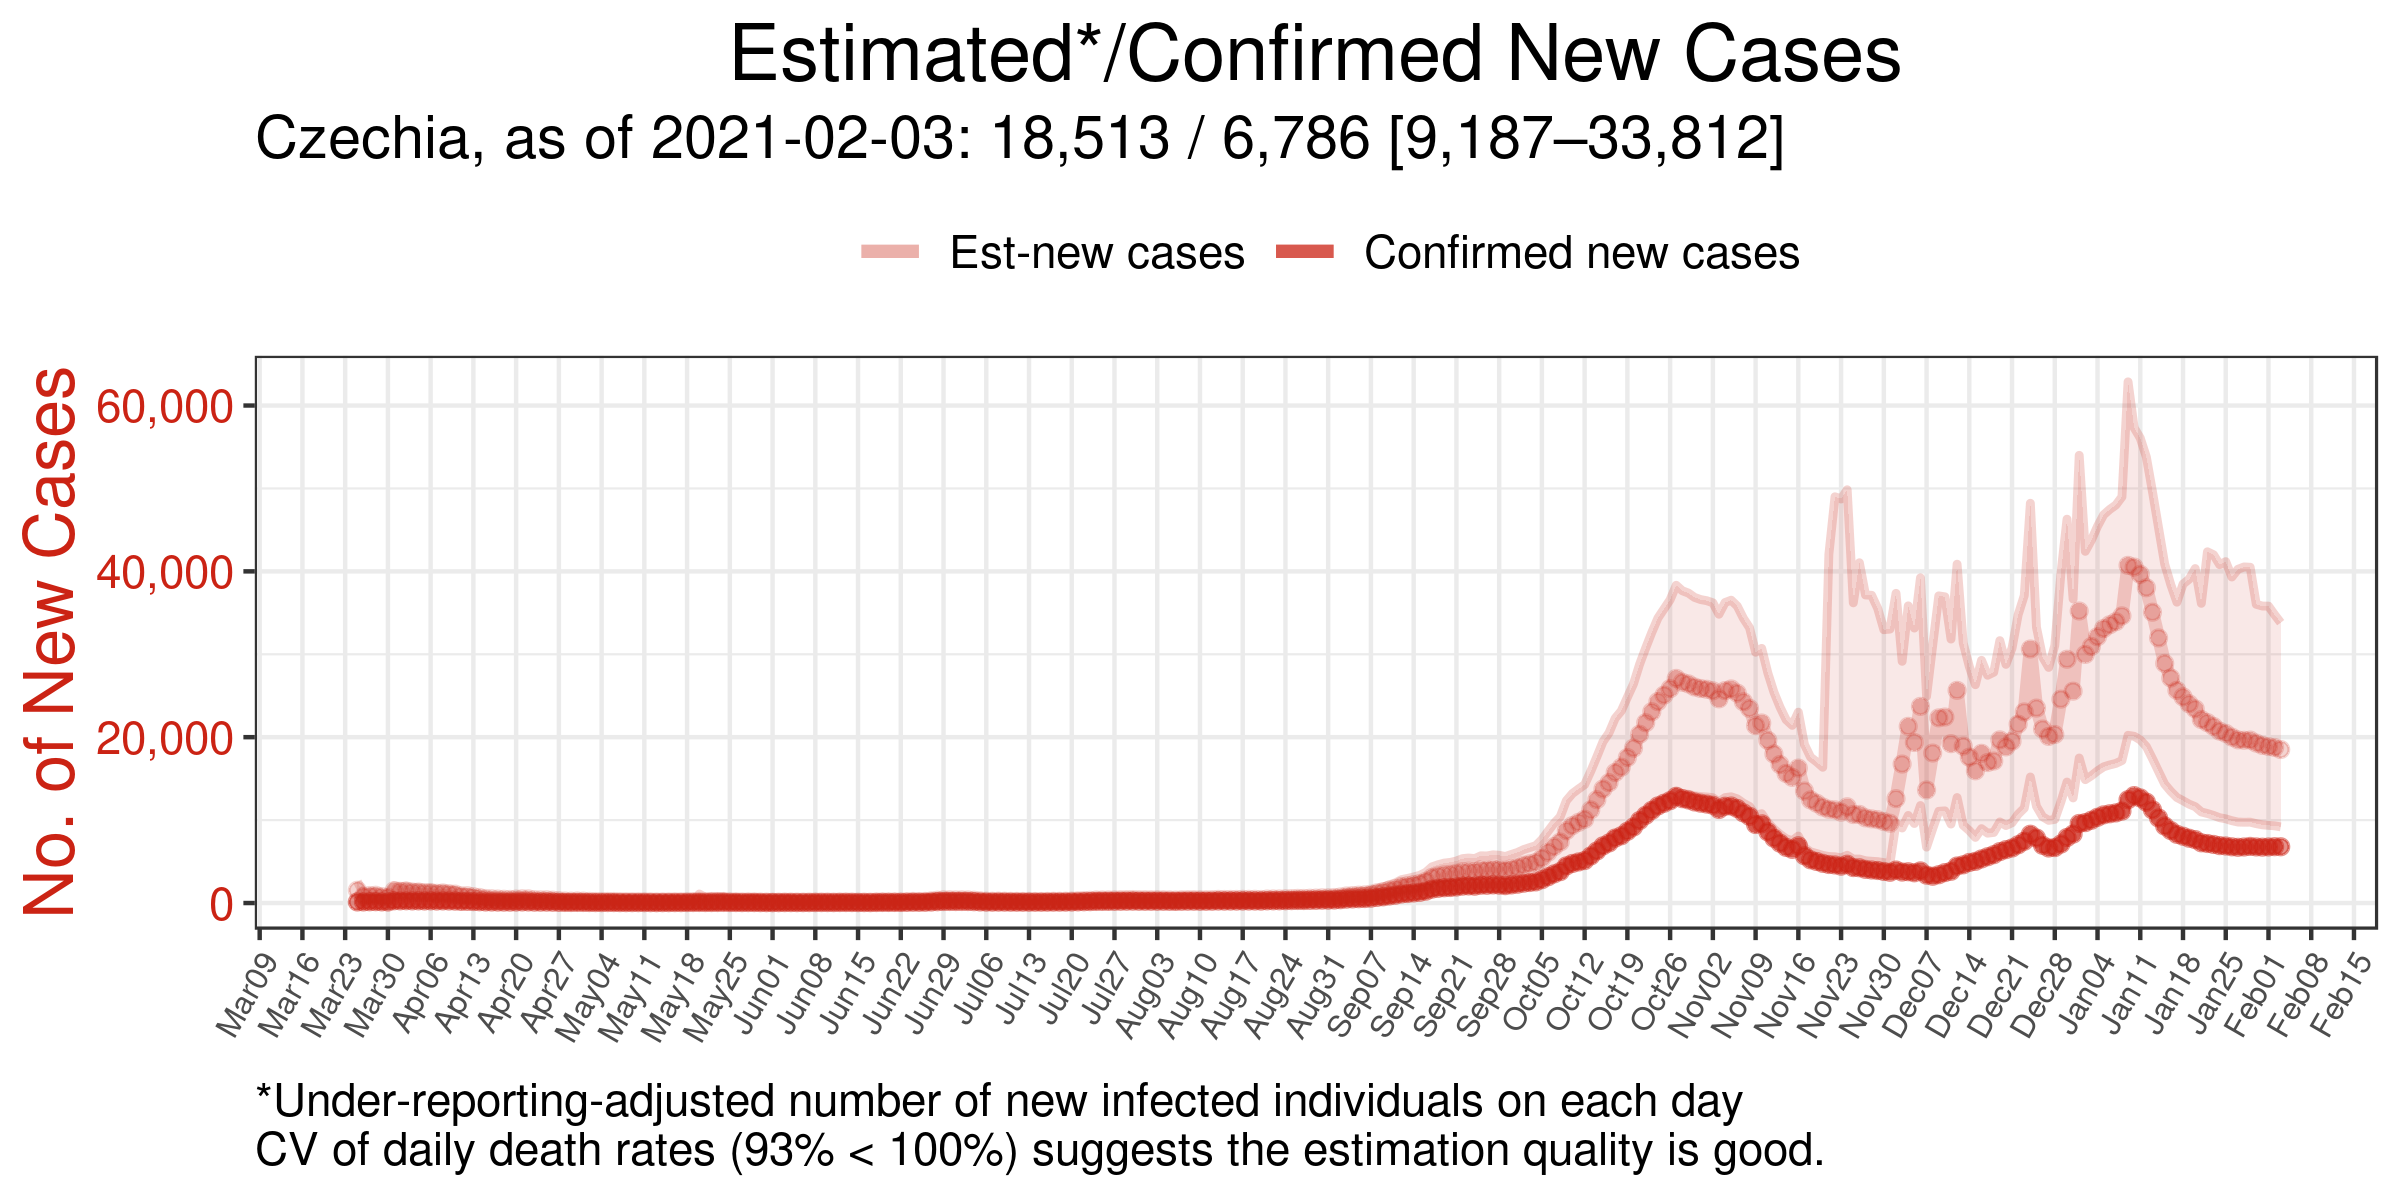 Estimated*/Confirmed New Cases
Czechia, as of 2021-02-03: 18,513 / 6,786 [9,187–33,812]
Est-new cases
Confirmed new cases
No. of New Cases
60,000
40,000
20,000
0
Mar09
Mar16
Mar23
Mar30
Apr06
Apr13
Apr20
Apr27
May04
May11
May18
May25
Jun01
Jun08
Jun15
Jun22
Jun29
Jul06
Jul13
Jul20
Jul27
Aug03
Aug10
Aug17
Aug24
Aug31
Sep07
Sep14
Sep21
Sep28
Oct05
Oct12
Oct19
Oct26
Nov02
Nov09
Nov16
Nov23
Nov30
Dec07
Dec14
Dec21
Dec28
Jan04
Jan11
Jan18
Jan25
Feb01
Feb08
Feb15
*Under-reporting-adjusted number of new infected individuals on each day
CV of daily death rates (93% < 100%) suggests the estimation quality is good.